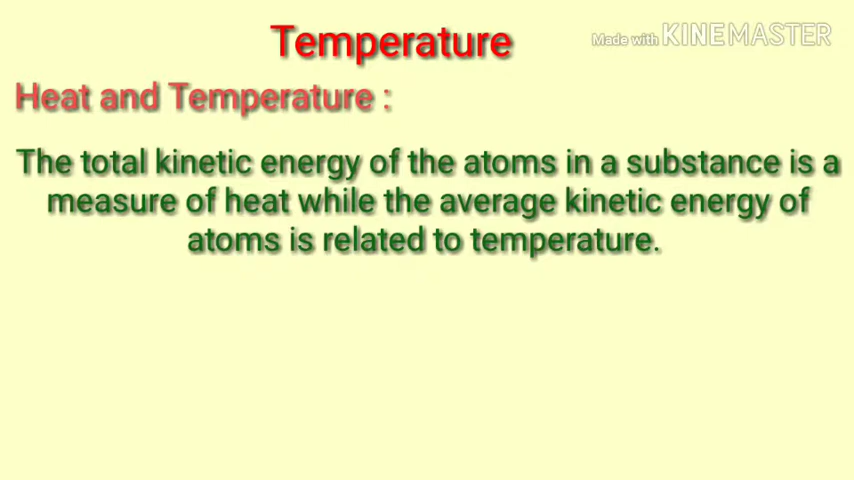 Temperature
Made with KINEMASTER
Heat and Temperature :
The total kinetic energy of the atoms in a substance is a
measure of heat while the average kinetic energy of
atoms is related to temperature.